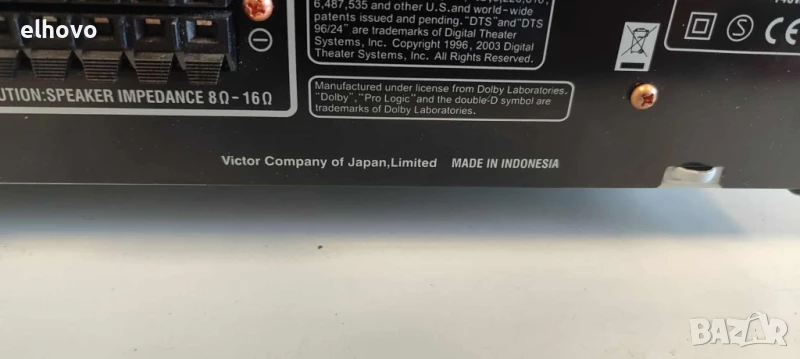 elhovo
UTION:SPEAKER IMPEDANCE 8Ω-16Ω
6,487,535 and other U.S. and world-wide
patents issued and pending. "DTS"and"DTS
96/24" are trademarks of Digital Theater
Systems, Inc. Copyright 1996, 2003 Digital
Theater Systems, Inc. All Rights Reserved.
Manufactured under license from Dolby Laboratories.
"Dolby","Pro Logic"and the double-D symbol are
trademarks of Dolby Laboratories.
S CE
Victor Company of Japan,Limited MADE IN INDONESIA
BAZAR